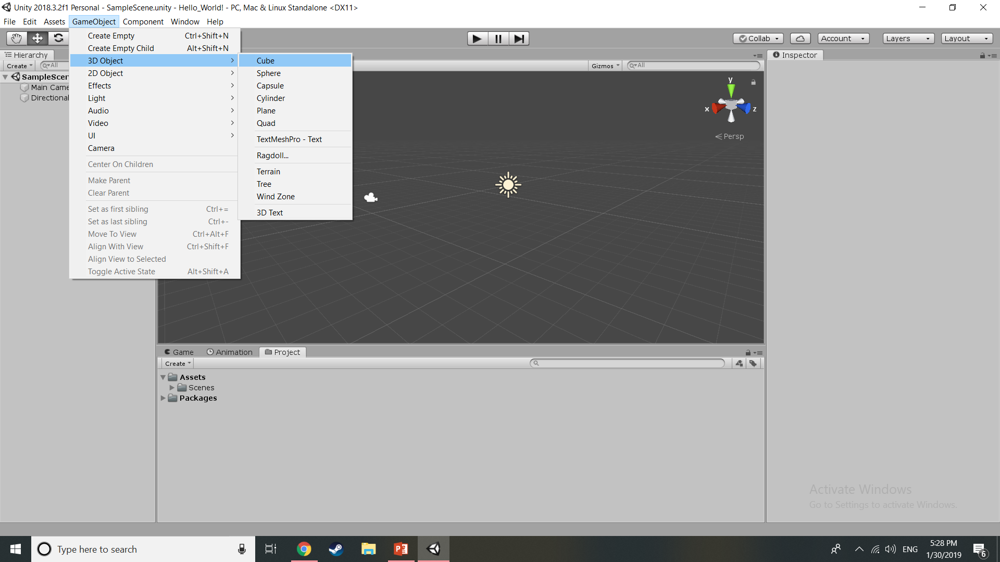 Unity 2018.3.2f1 Personal - SampleScene.unity - Hello_World! - PC, Mac & Linux Standalone <DX11>
File Edit Assets GameObject Component Window Help
Collab Account Layers Layout
Hierarchy
Create All
SampleScen
Main Came
Directional
Create Empty Ctrl+Shift+N
Create Empty Child Alt+Shift+N
3D Object
2D Object
Effects
Light
Audio
Video
UI
Camera
Center On Children
Make Parent
Clear Parent
Set as first sibling Ctrl+=
Set as last sibling Ctrl+-
Move To View Ctrl+Alt+F
Align With View Ctrl+Shift+F
Align View to Selected
Toggle Active State Alt+Shift+A
Cube
Sphere
Capsule
Cylinder
Plane
Quad
TextMeshPro - Text
Ragdoll...
Terrain
Tree
Wind Zone
3D Text
Gizmos All
y
x z
Persp
Inspector
Game Animation Project
Create
Assets
Scenes
Packages
Activate Windows
Go to Settings to activate Windows.
Type here to search
ENG
5:28 PM
1/30/2019
6